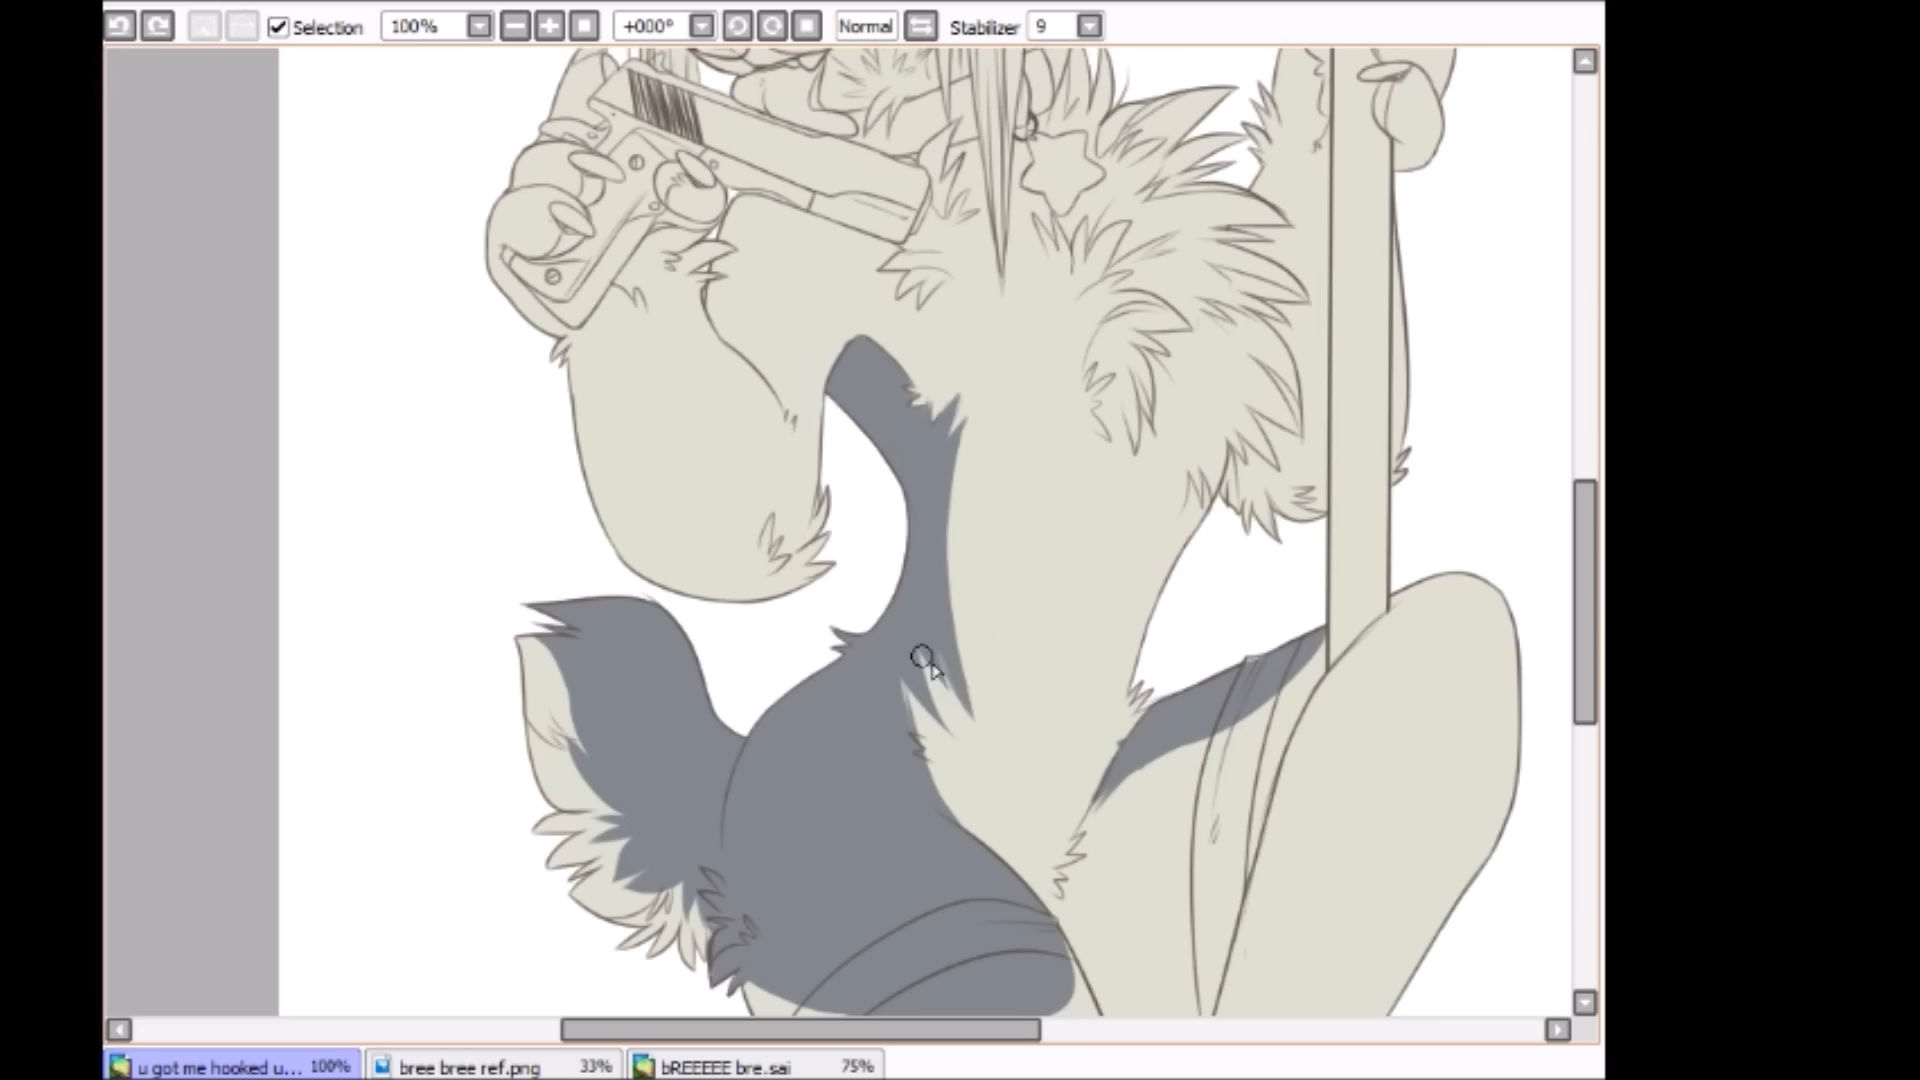 Selection 100% +000° Normal Stabilizer 9
u got me hooked u... 100% bree bree ref.png 33% bREEEEE bre.sai 75%